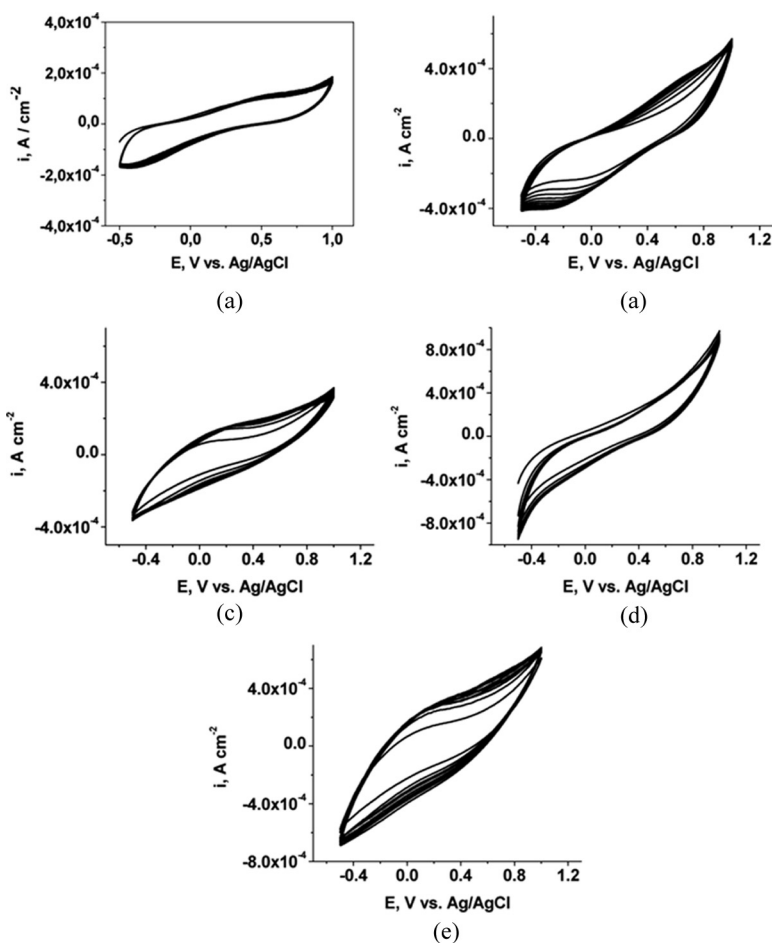 4,0x10-4
2,0x10-4
0,0
-2,0x10-4
-4,0x10-4
i, A / cm-2
-0,5 0,0 0,5 1,0
E, V vs. Ag/AgCl
(a)
4.0x10-4
0.0
-4.0x10-4
i, A cm-2
-0.4 0.0 0.4 0.8 1.2
E, V vs. Ag/AgCl
(a)
4.0x10-4
0.0
-4.0x10-4
i, A cm-2
-0.4 0.0 0.4 0.8 1.2
E, V vs. Ag/AgCl
(c)
8.0x10-4
4.0x10-4
0.0
-4.0x10-4
-8.0x10-4
i, A cm-2
-0.4 0.0 0.4 0.8 1.2
E, V vs. Ag/AgCl
(d)
4.0x10-4
0.0
-4.0x10-4
-8.0x10-4
i, A cm-2
-0.4 0.0 0.4 0.8 1.2
E, V vs. Ag/AgCl
(e)